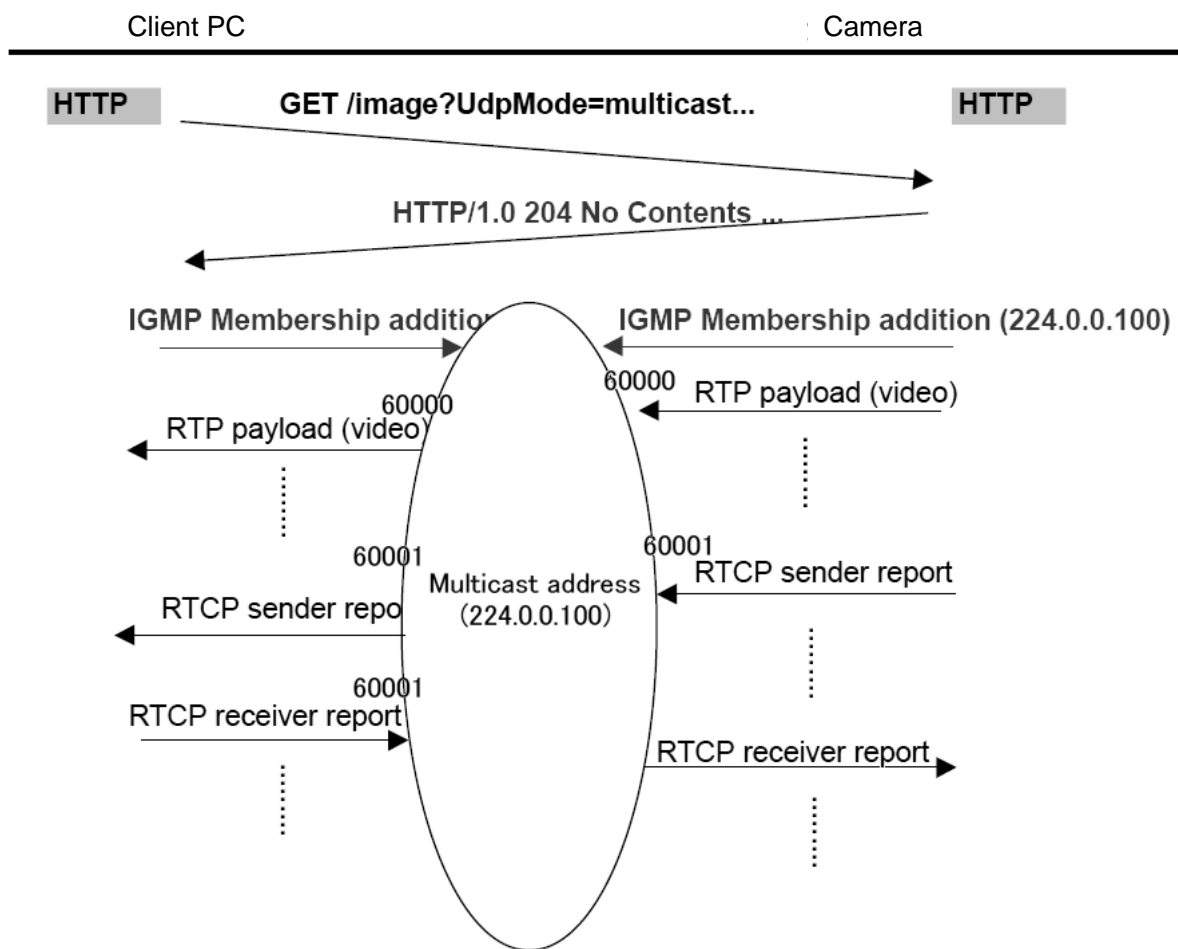 Client PC
Camera
HTTP
GET /image?UdpMode=multicast...
HTTP
HTTP/1.0 204 No Contents ...
IGMP Membership
IGMP Membership addition (224.0.0.100)
60000
60000
RTP payload (video)
RTP payload (video)
60001
60001
Multicast address
(224.0.0.100)
RTCP sender report
RTCP sender repo
60001
RTCP receiver report
RTCP receiver report